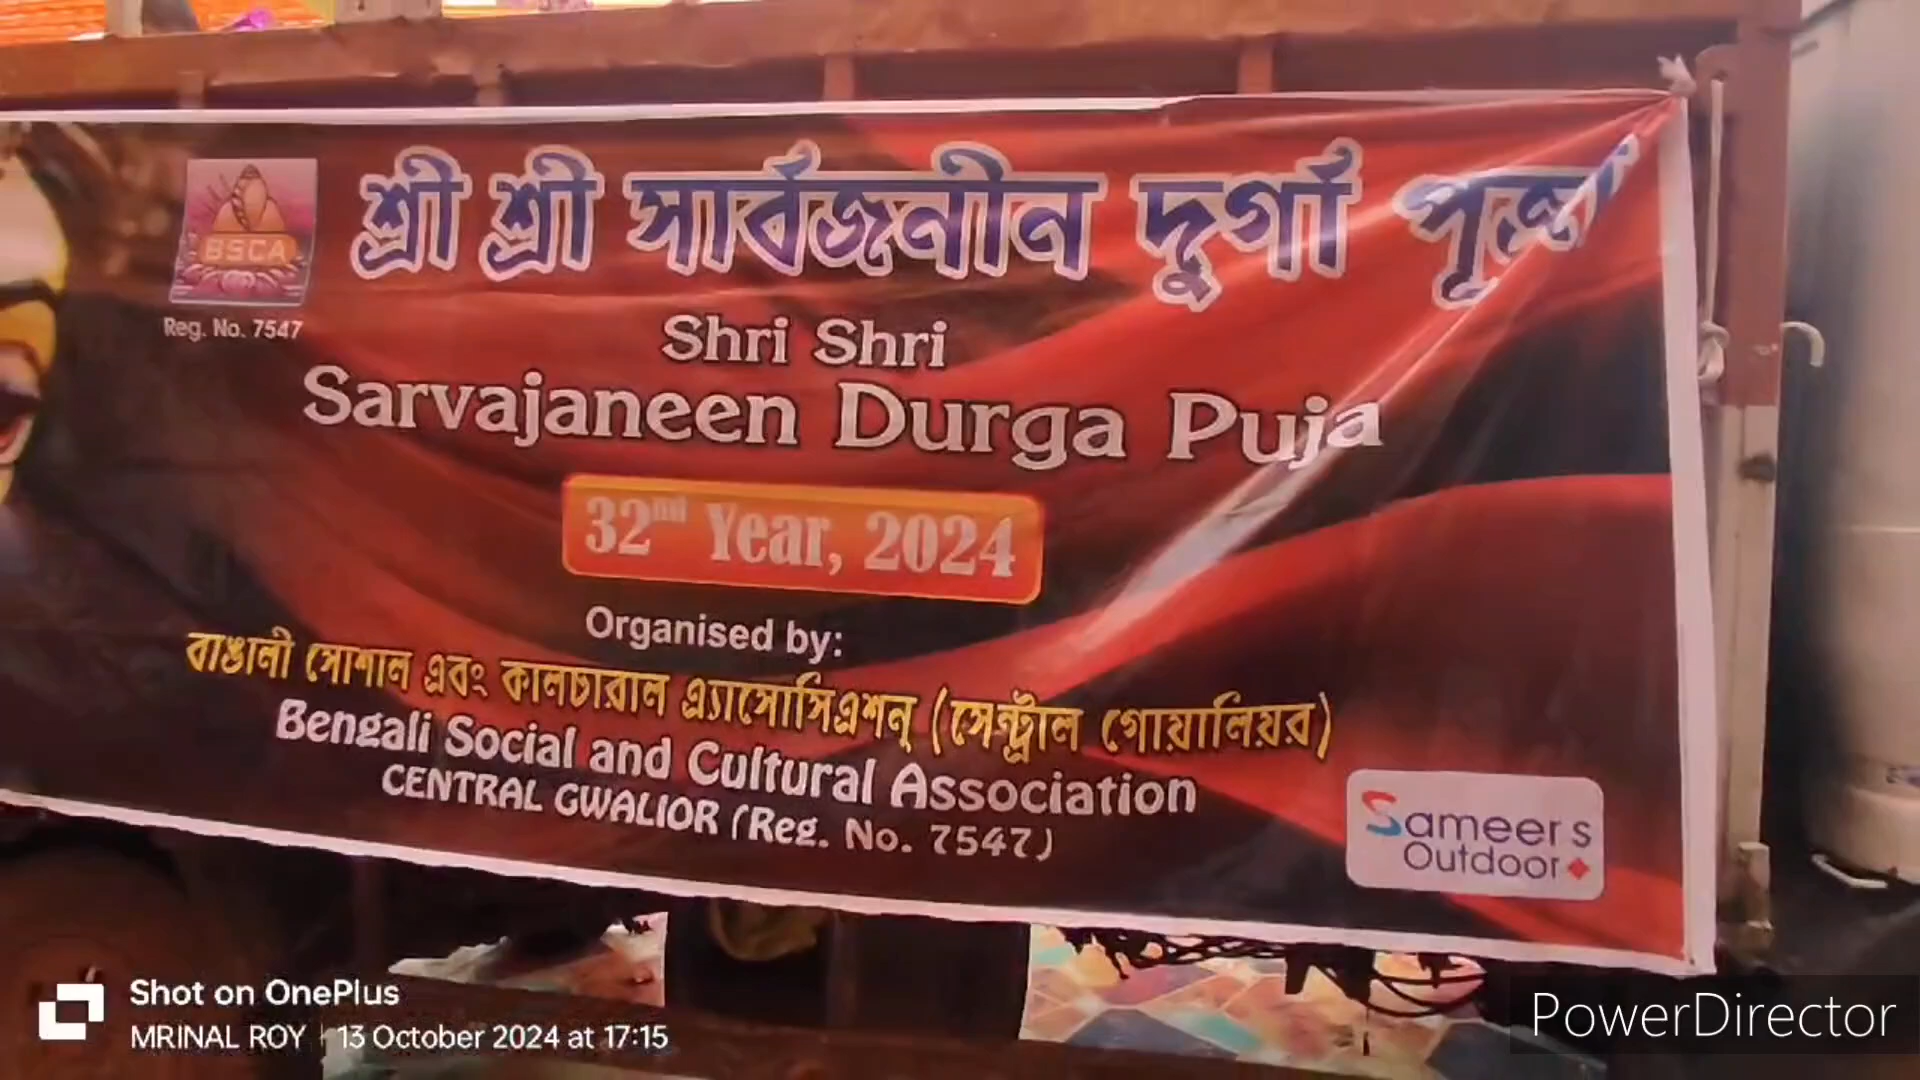 শ্রী শ্রী সার্বজনীন দুর্গা পূজা
BSCA
Reg. No. 7547
Shri Shri
Sarvajaneen Durga Puja
32nd Year, 2024
Organised by:
বাঙালী সোশাল এবং কালচারাল এ্যাসোসিএশন্ (সেন্ট্রাল গোয়ালিয়র)
Bengali Social and Cultural Association
CENTRAL GWALIOR (Reg. No. 7547)
Sameers
Outdoor
Shot on OnePlus
MRINAL ROY | 13 October 2024 at 17:15
PowerDirector